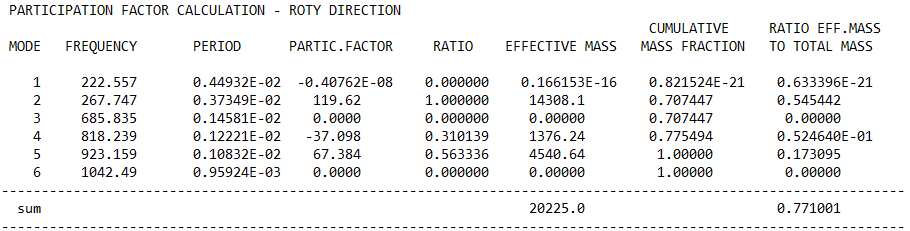 PARTICIPATION FACTOR CALCULATION - ROTY DIRECTION
CUMULATIVE RATIO EFF.MASS
MODE FREQUENCY PERIOD PARTIC.FACTOR RATIO EFFECTIVE MASS MASS FRACTION TO TOTAL MASS
1 222.557 0.44932E-02 -0.40762E-08 0.000000 0.166153E-16 0.821524E-21 0.633396E-21
2 267.747 0.37349E-02 119.62 1.000000 14308.1 0.707447 0.545442
3 685.835 0.14581E-02 0.0000 0.000000 0.00000 0.707447 0.00000
4 818.239 0.12221E-02 -37.098 0.310139 1376.24 0.775494 0.524640E-01
5 923.159 0.10832E-02 67.384 0.563336 4540.64 1.00000 0.173095
6 1042.49 0.95924E-03 0.0000 0.000000 0.00000 1.00000 0.00000
sum 20225.0 0.771001